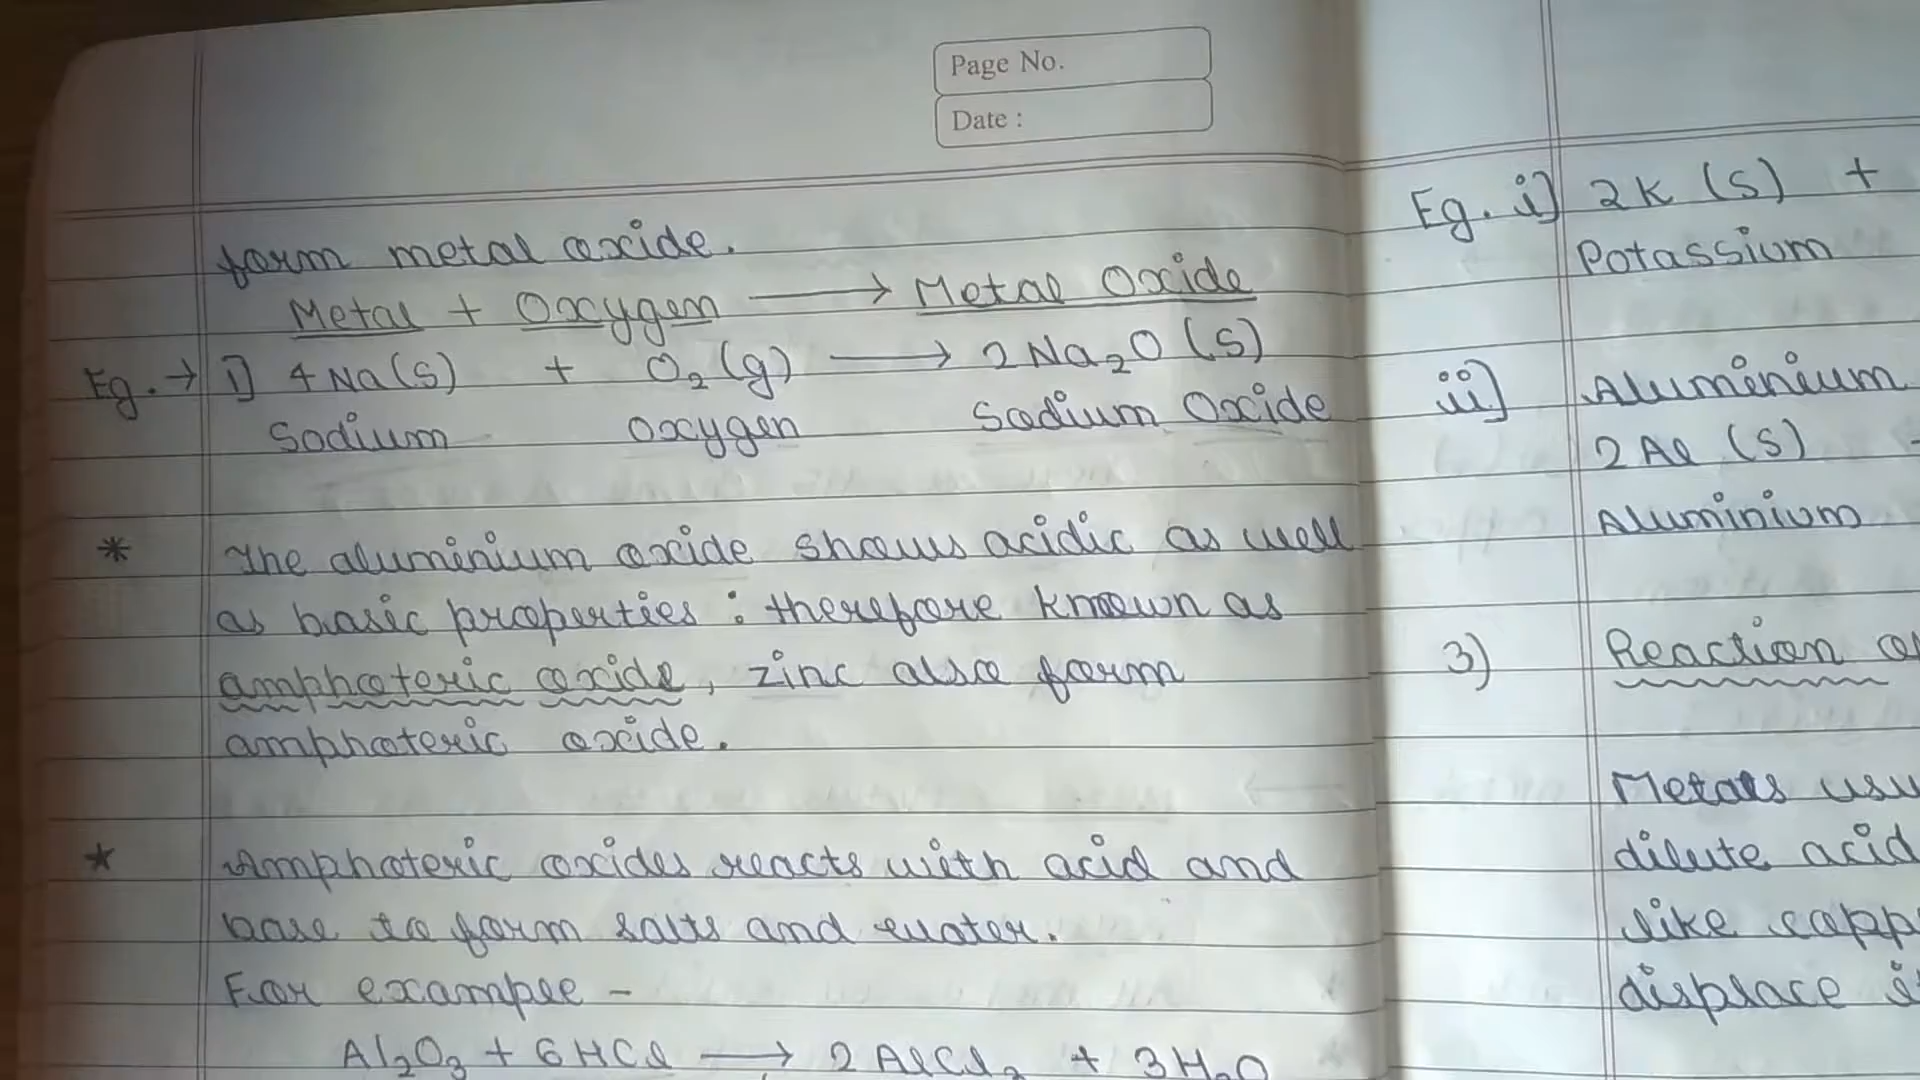 Page No.
Date :
form metal oxide.
Metal + Oxygen ⟶ Metal Oxide
Eg. → 1] 4Na(s) + O₂(g) ⟶ 2Na₂O(s)
Sodium oxygen Sodium Oxide
* The aluminium oxide shows acidic as well
as basic properties : therefore known as
amphoteric oxide, zinc also form
amphoteric oxide.
* Amphoteric oxides reacts with acid and
base to form salts and water.
For example -
Al₂O₃ + 6HCl ⟶ 2AlCl₃ + 3H₂O
Eg. i] 2K (s) +
Potassium
ii] Aluminium
2Al (s)
Aluminium
3) Reaction
Metals
dilute acid
like
displace